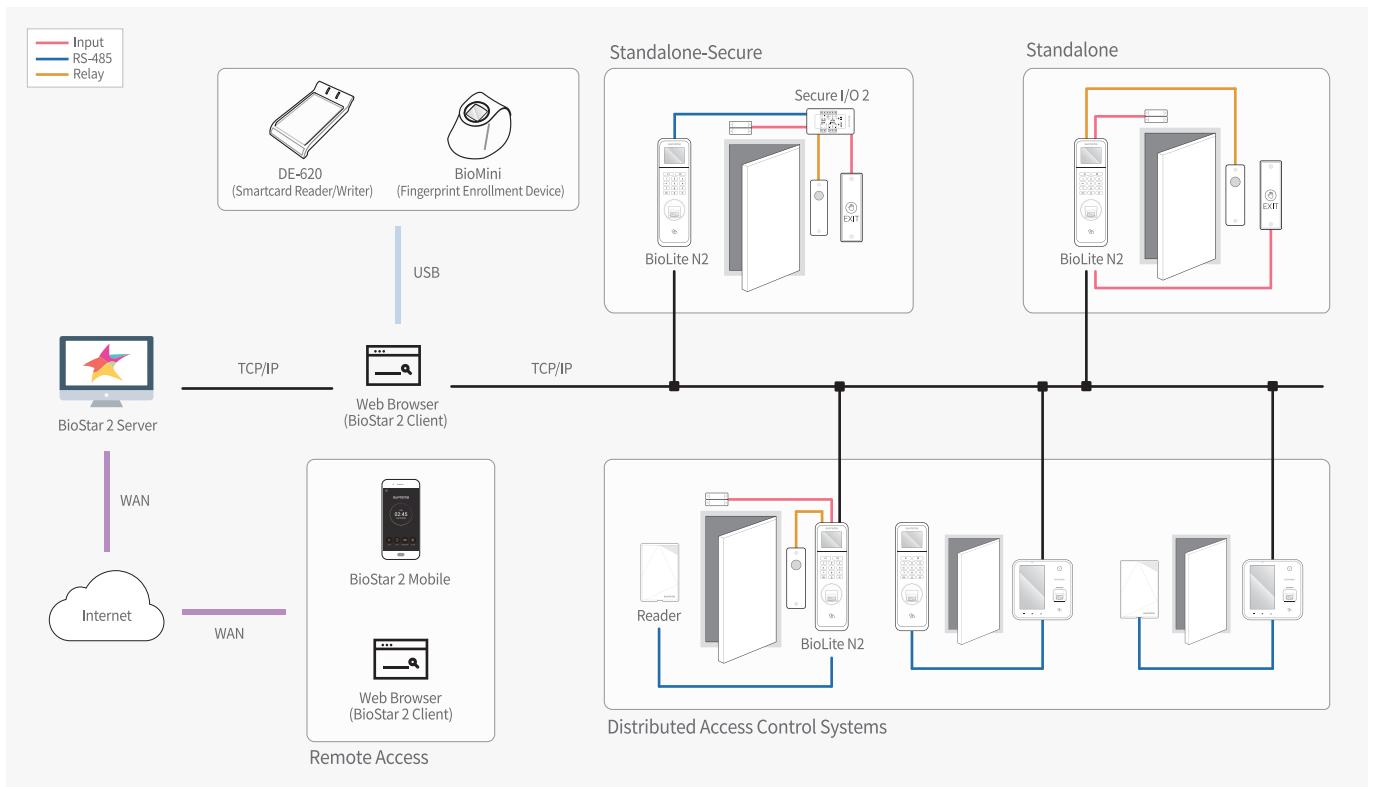 Input
RS-485
Relay
DE-620
(Smartcard Reader/Writer)
BioMini
(Fingerprint Enrollment Device)
USB
Standalone-Secure
Secure I/O 2
EXIT
BioLite N2
Standalone
EXIT
BioLite N2
BioStar 2 Server
TCP/IP
Web Browser
(BioStar 2 Client)
TCP/IP
WAN
Internet
WAN
02:45
BioStar 2 Mobile
Web Browser
(BioStar 2 Client)
Remote Access
Reader
BioLite N2
Distributed Access Control Systems